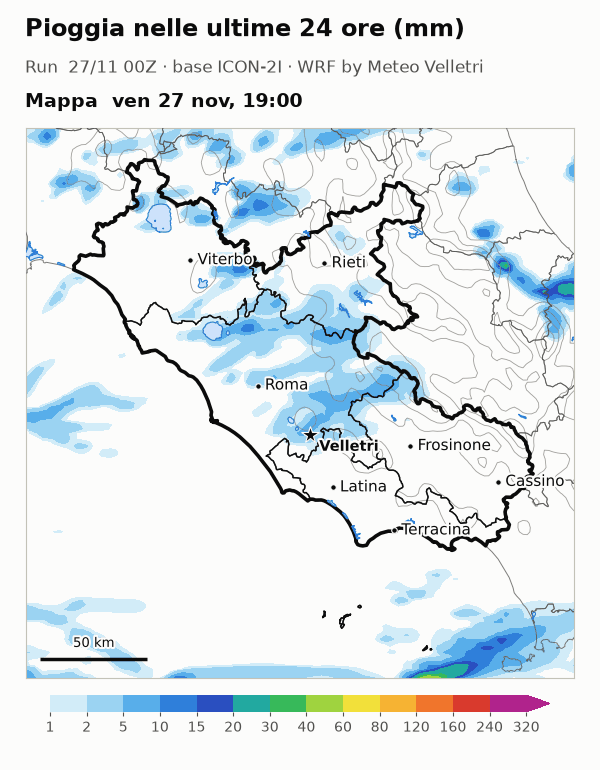 Pioggia nelle ultime 24 ore (mm)
Run  27/11 00Z · base ICON-2I · WRF by Meteo Velletri
Mappa  ven 27 nov, 19:00
Viterbo
Rieti
Roma
Velletri
Frosinone
Cassino
Latina
Terracina
50 km
1 2 5 10 15 20 30 40 60 80 120 160 240 320